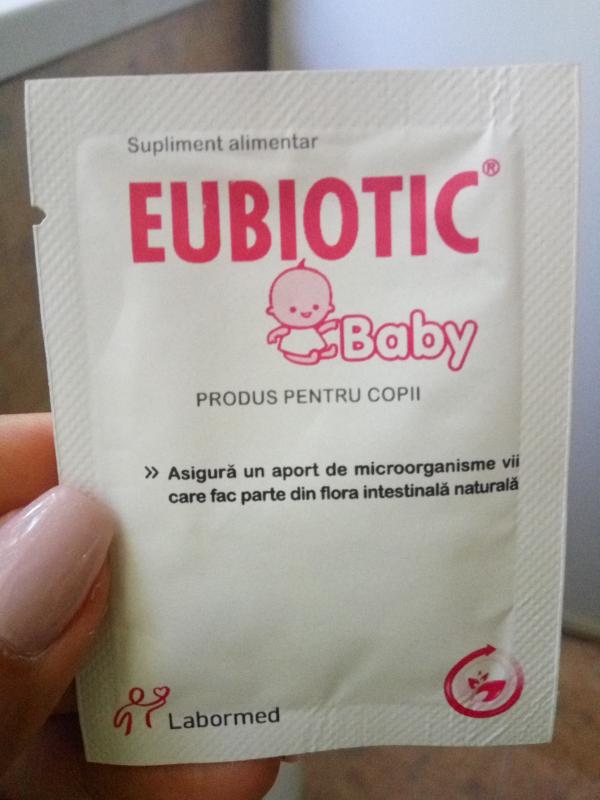 Supliment alimentar
EUBIOTIC®
Baby
PRODUS PENTRU COPII
» Asigură un aport de microorganisme vii
care fac parte din flora intestinală naturală
Labormed